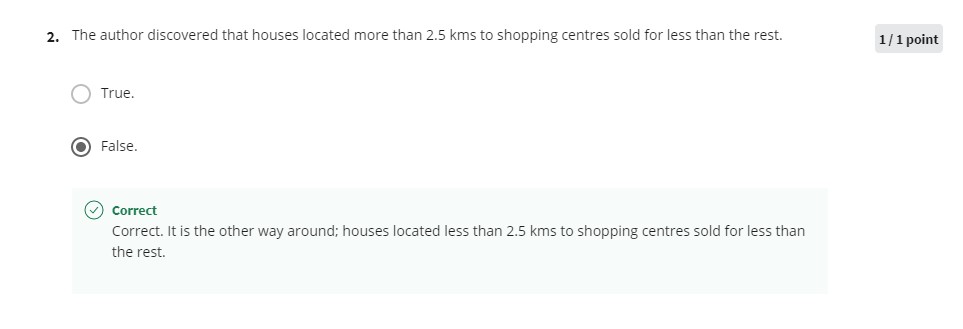 2. The author discovered that houses located more than 2.5 kms to shopping centres sold for less than the rest.
1 / 1 point
True.
False.
Correct
Correct. It is the other way around; houses located less than 2.5 kms to shopping centres sold for less than
the rest.